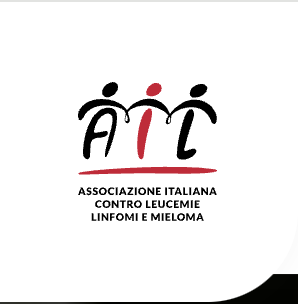 AIL
ASSOCIAZIONE ITALIANA
CONTRO LEUCEMIE
LINFOMI E MIELOMA